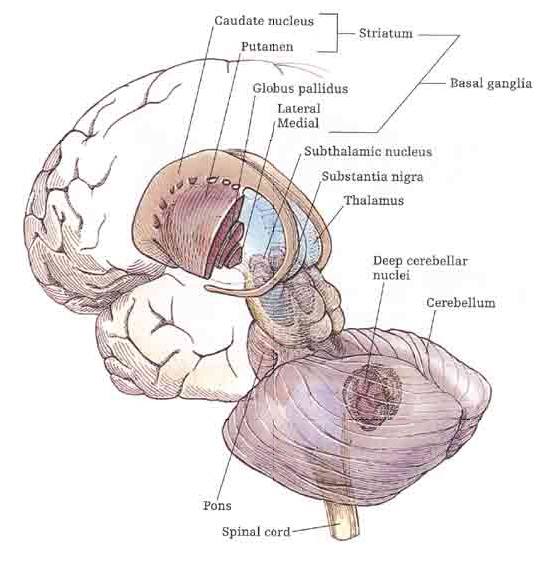 Caudate nucleus
Striatum
Putamen
Basal ganglia
Globus pallidus
Lateral
Medial
Subthalamic nucleus
Substantia nigra
Thalamus
Deep cerebellar
nuclei
Cerebellum
Pons
Spinal cord